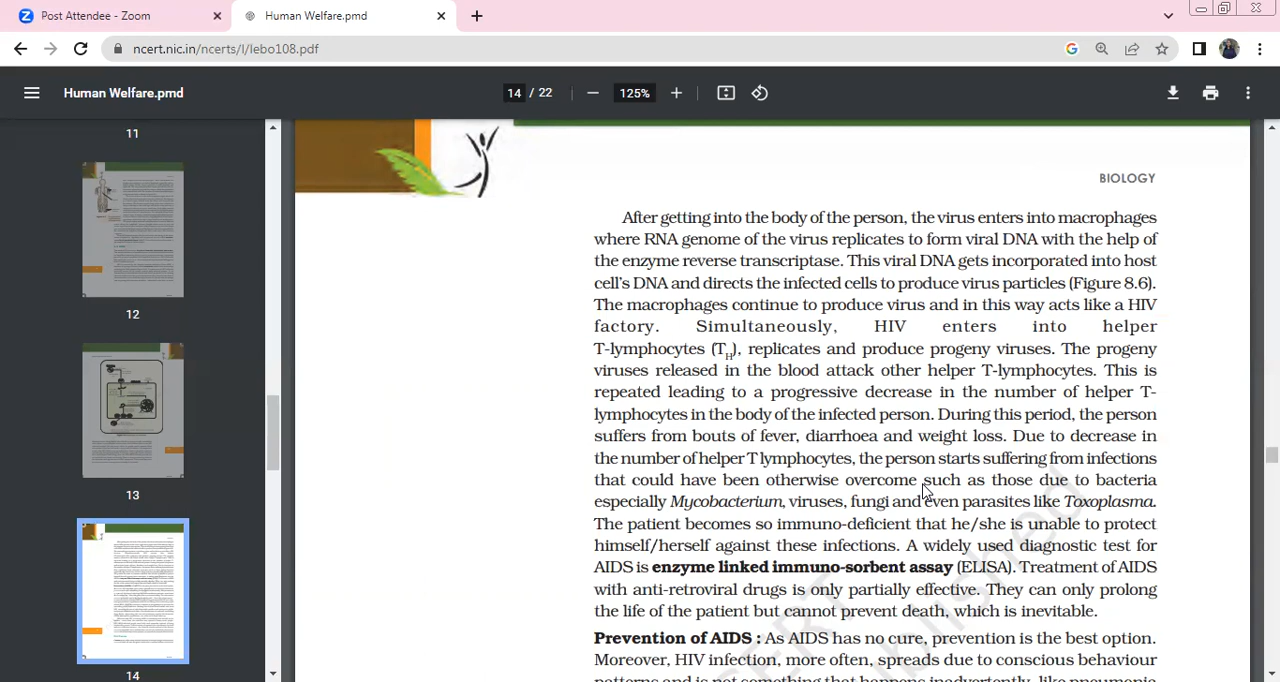 Post Attendee - Zoom
Human Welfare.pmd
ncert.nic.in/ncerts/l/lebo108.pdf
Human Welfare.pmd
14 / 22
125%
11
12
13
14
BIOLOGY
After getting into the body of the person, the virus enters into macrophages
where RNA genome of the virus replicates to form viral DNA with the help of
the enzyme reverse transcriptase. This viral DNA gets incorporated into host
cell's DNA and directs the infected cells to produce virus particles (Figure 8.6).
The macrophages continue to produce virus and in this way acts like a HIV
factory. Simultaneously, HIV enters into helper
T-lymphocytes (TH), replicates and produce progeny viruses. The progeny
viruses released in the blood attack other helper T-lymphocytes. This is
repeated leading to a progressive decrease in the number of helper T-
lymphocytes in the body of the infected person. During this period, the person
suffers from bouts of fever, diarrhoea and weight loss. Due to decrease in
the number of helper T lymphocytes, the person starts suffering from infections
that could have been otherwise overcome such as those due to bacteria
especially Mycobacterium, viruses, fungi and even parasites like Toxoplasma.
The patient becomes so immuno-deficient that he/she is unable to protect
himself/herself against these infections. A widely used diagnostic test for
AIDS is enzyme linked immuno-sorbent assay (ELISA). Treatment of AIDS
with anti-retroviral drugs is only partially effective. They can only prolong
the life of the patient but cannot prevent death, which is inevitable.
Prevention of AIDS : As AIDS has no cure, prevention is the best option.
Moreover, HIV infection, more often, spreads due to conscious behaviour
patterns and is not something that happens inadvertently, like pneumonia